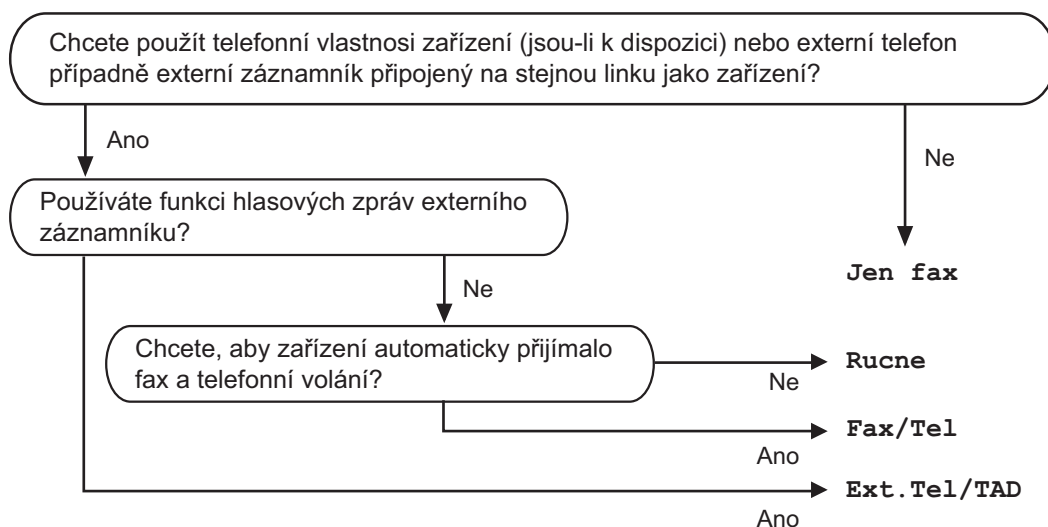 Chcete použít telefonní vlastnosi zařízení (jsou-li k dispozici) nebo externí telefon
případně externí záznamník připojený na stejnou linku jako zařízení?
Ano
Ne
Používáte funkci hlasových zpráv externího
záznamníku?
Jen fax
Ne
Chcete, aby zařízení automaticky přijímalo
fax a telefonní volání?
Rucne
Ne
Fax/Tel
Ano
Ext.Tel/TAD
Ano